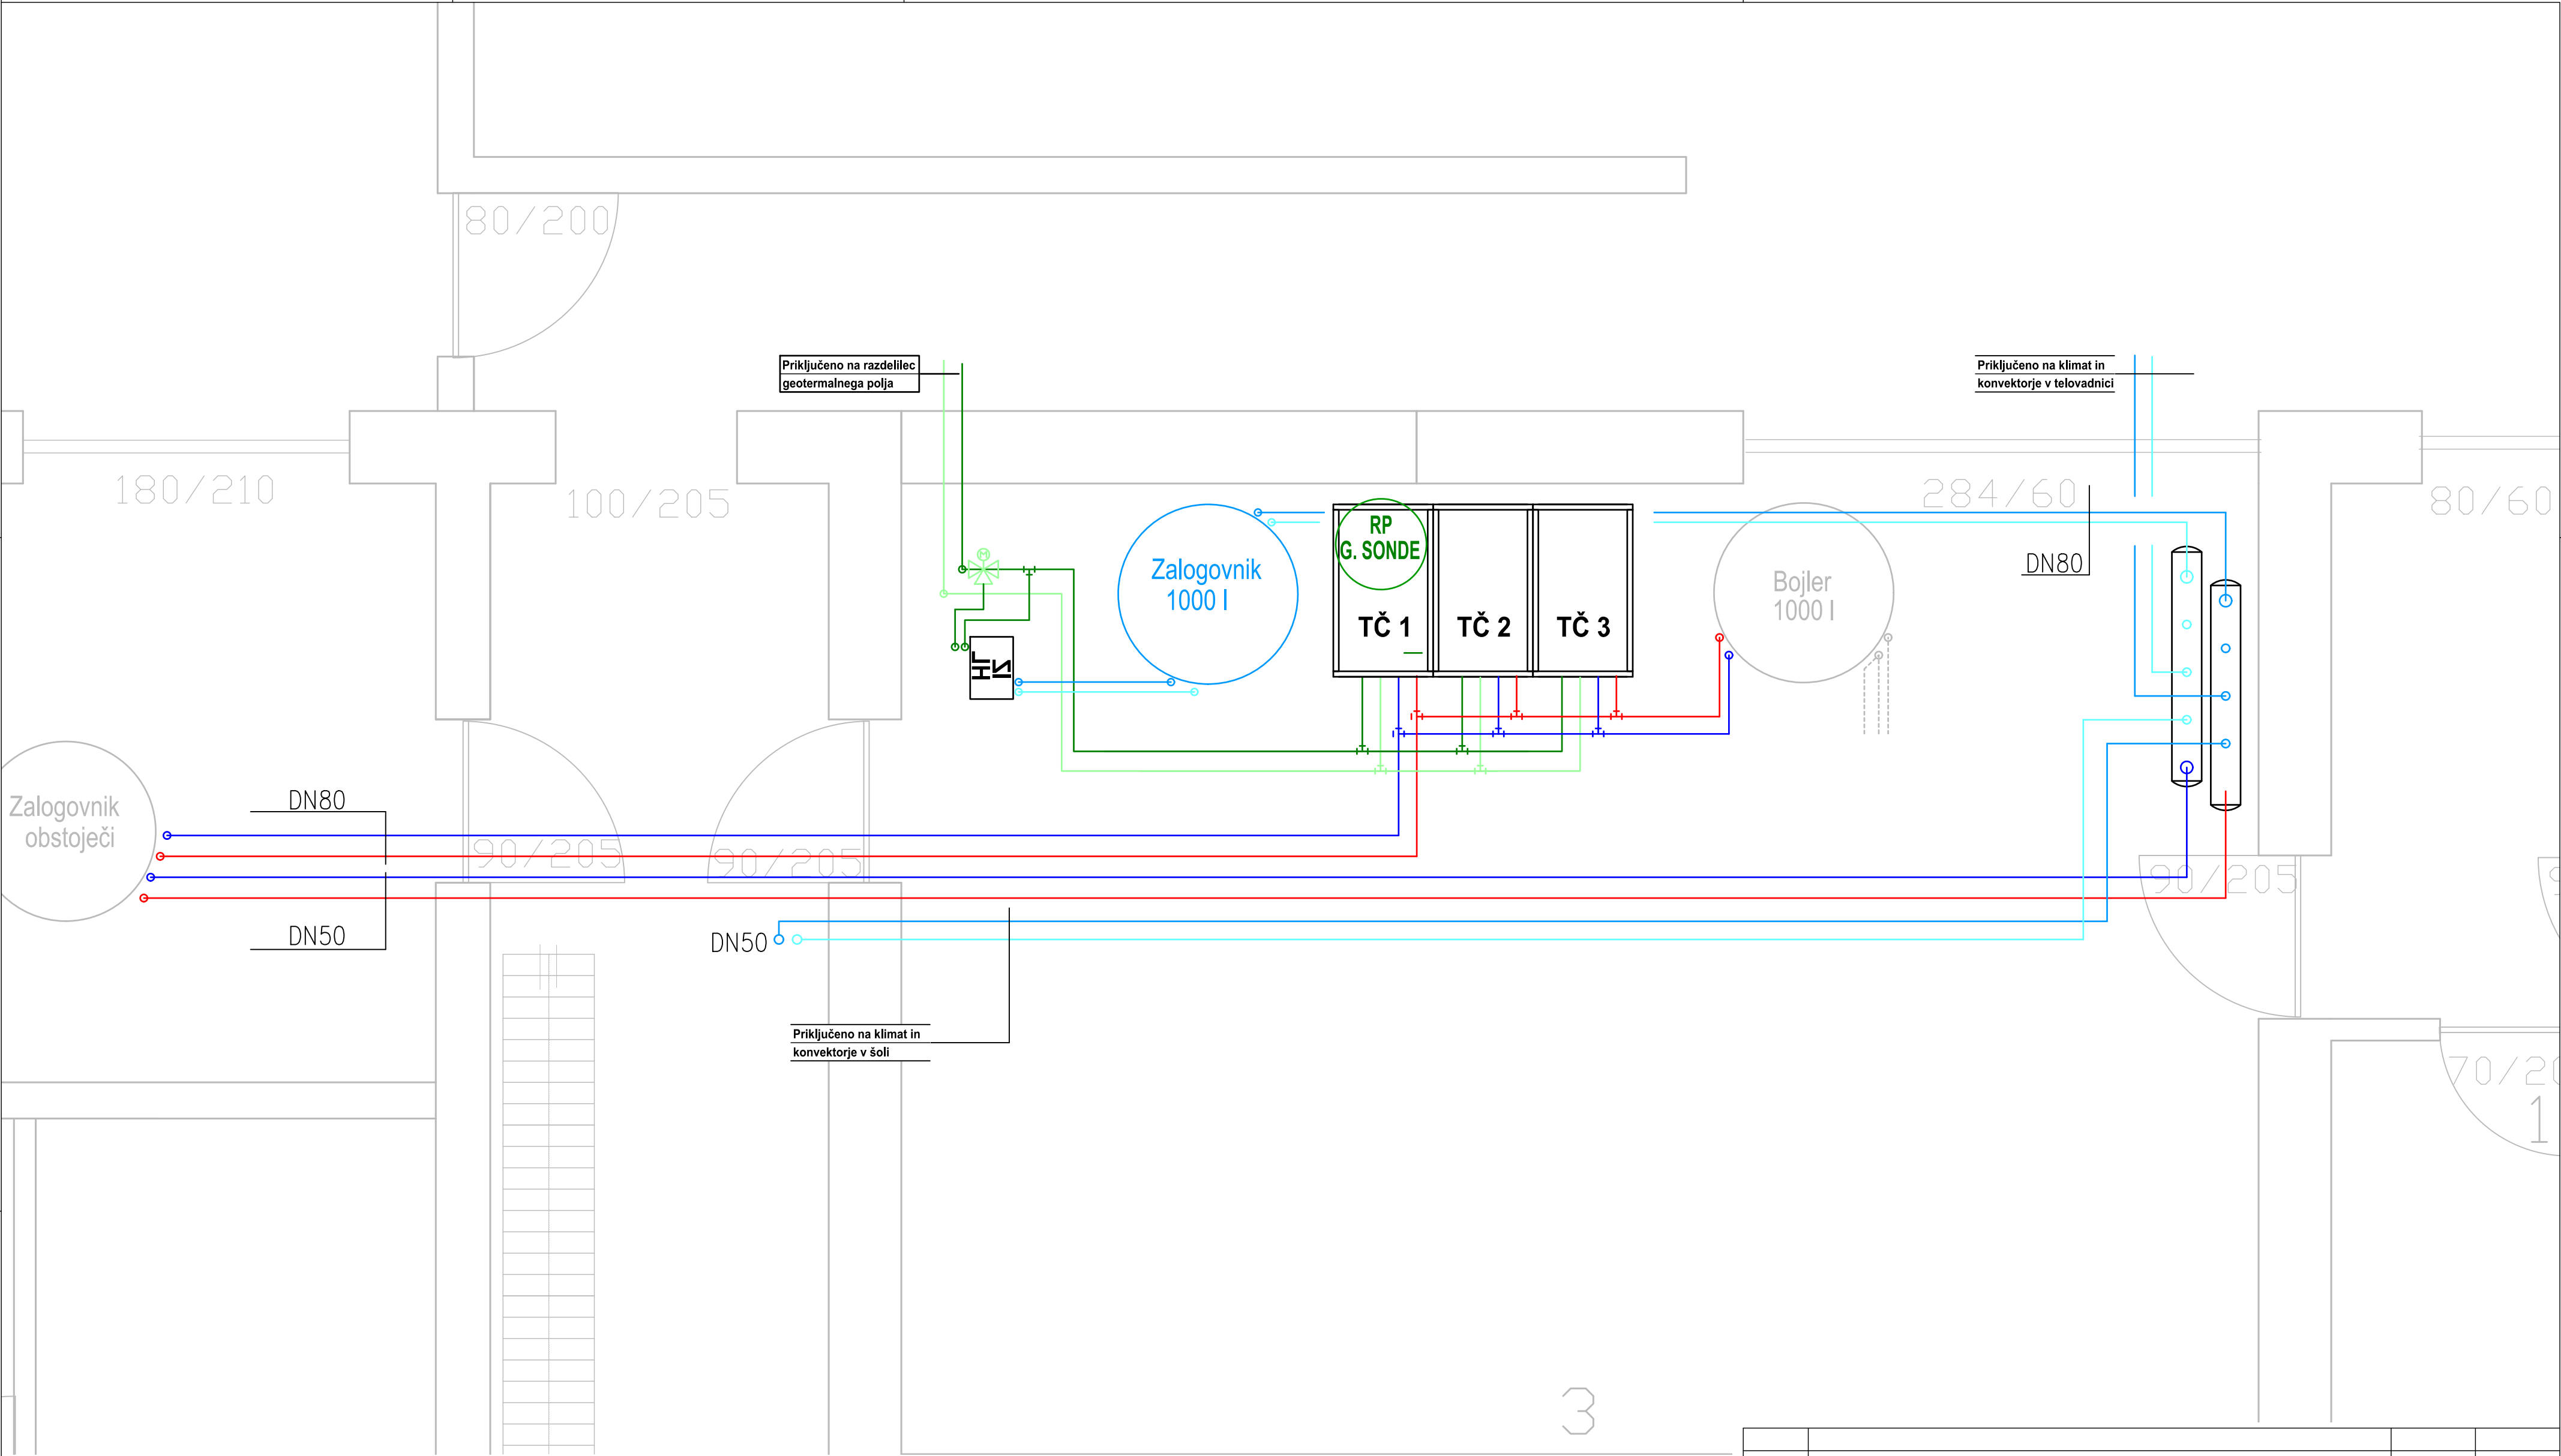 80/200
Priključeno na razdelilec
geotermalnega polja
Priključeno na klimat in
konvektorje v telovadnici
180/210
100/205
284/60
80/60
RP
G. SONDE
M
DN80
Zalogovnik
1000 l
Bojler
1000 l
TČ 1
TČ 2
TČ 3
Zalogovnik
obstoječi
DN80
90/205
90/205
90/205
DN50
DN50
Priključeno na klimat in
konvektorje v šoli
1
3